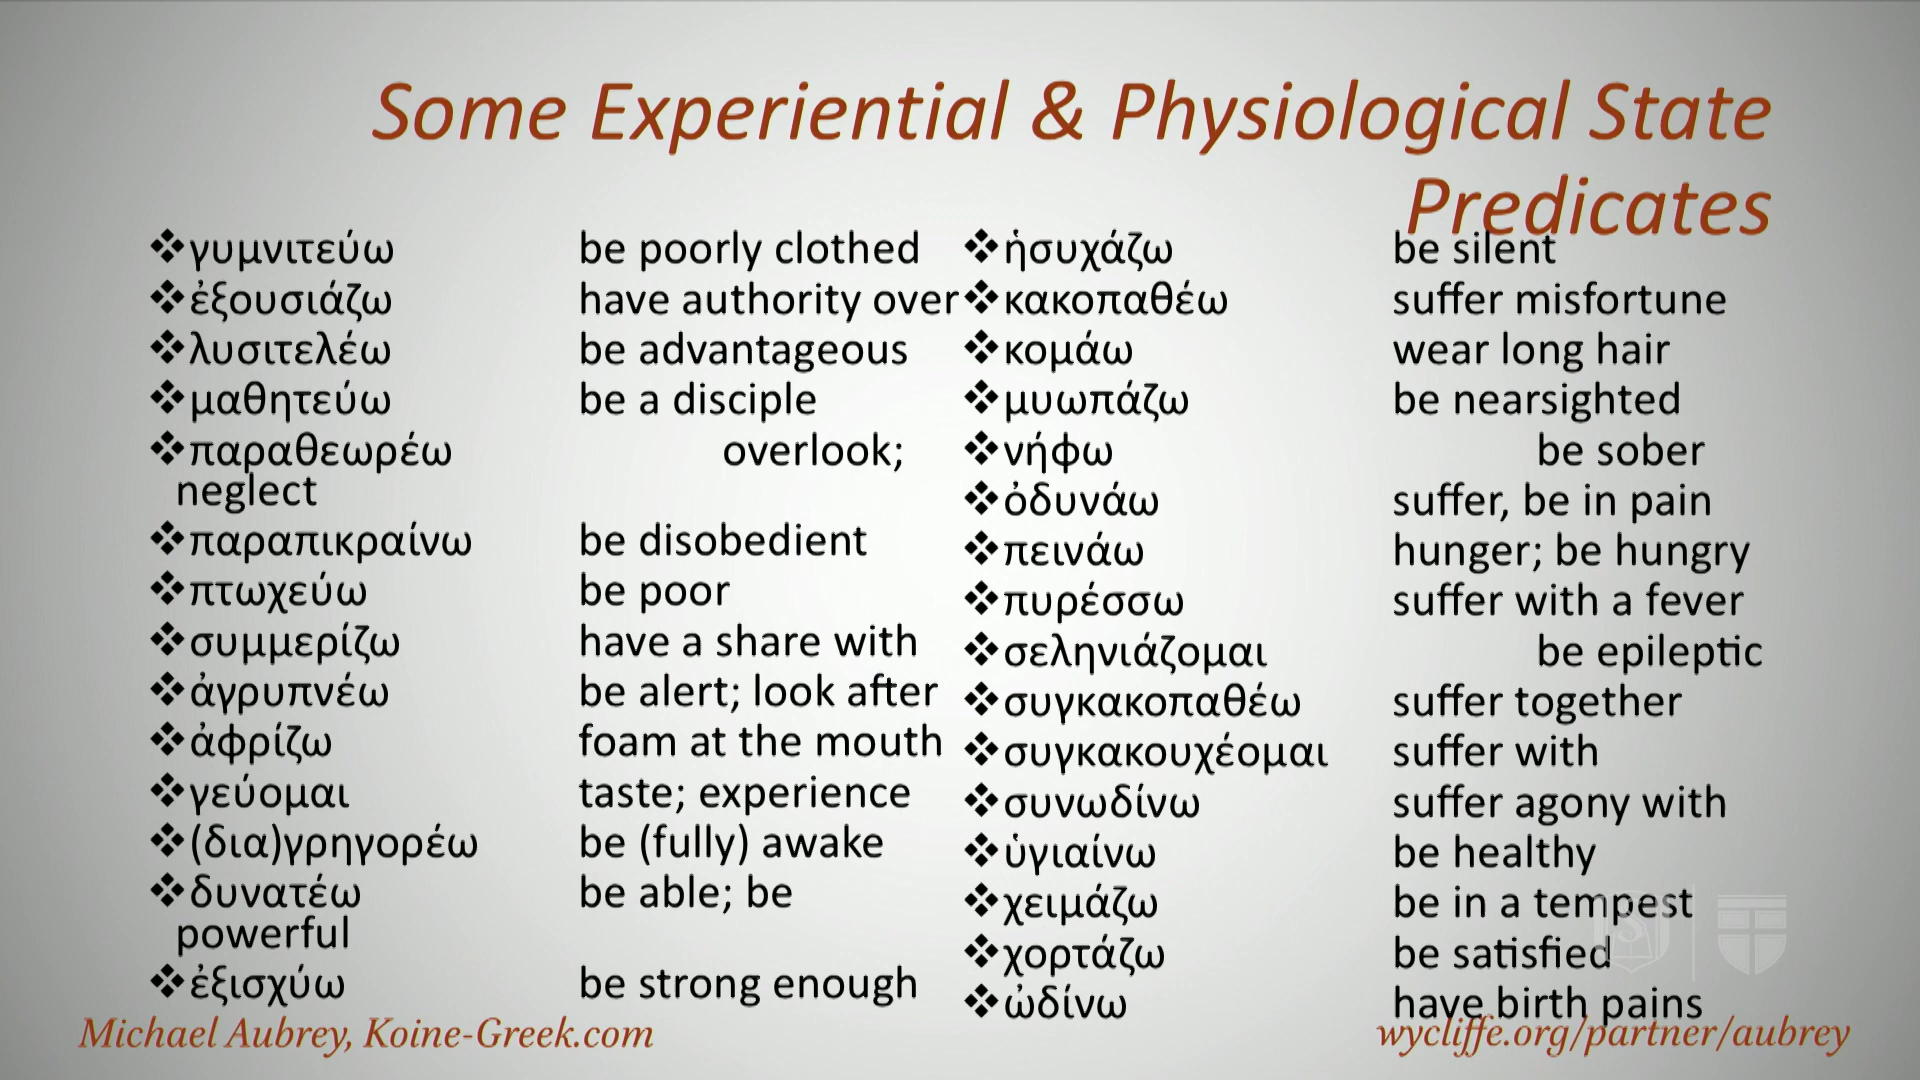 Some Experiential & Physiological State
Predicates
❖γυμνιτεύω be poorly clothed
❖ἐξουσιάζω have authority over
❖λυσιτελέω be advantageous
❖μαθητεύω be a disciple
❖παραθεωρέω overlook;
neglect
❖παραπικραίνω be disobedient
❖πτωχεύω be poor
❖συμμερίζω have a share with
❖ἀγρυπνέω be alert; look after
❖ἀφρίζω foam at the mouth
❖γεύομαι taste; experience
❖(δια)γρηγορέω be (fully) awake
❖δυνατέω be able; be
powerful
❖ἐξισχύω be strong enough
❖ἡσυχάζω be silent
❖κακοπαθέω suffer misfortune
❖κομάω wear long hair
❖μυωπάζω be nearsighted
❖νήφω be sober
❖ὀδυνάω suffer, be in pain
❖πεινάω hunger; be hungry
❖πυρέσσω suffer with a fever
❖σεληνιάζομαι be epileptic
❖συγκακοπαθέω suffer together
❖συγκακουχέομαι suffer with
❖συνωδίνω suffer agony with
❖ὑγιαίνω be healthy
❖χειμάζω be in a tempest
❖χορτάζω be satisfied
❖ὠδίνω have birth pains
Michael Aubrey, Koine-Greek.com
wycliffe.org/partner/aubrey